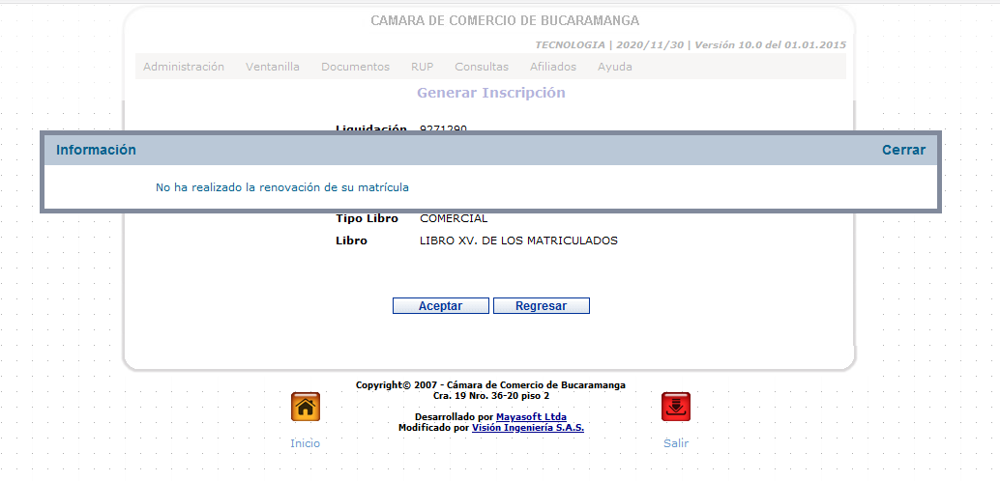 CAMARA DE COMERCIO DE BUCARAMANGA
TECNOLOGIA | 2020/11/30 | Versión 10.0 del 01.01.2015
Administración Ventanilla Documentos RUP Consultas Afiliados Ayuda
Generar Inscripción
Liquidación 9271290
Información Cerrar
No ha realizado la renovación de su matrícula
Tipo Libro COMERCIAL
Libro LIBRO XV. DE LOS MATRICULADOS
Aceptar Regresar
Copyright© 2007 - Cámara de Comercio de Bucaramanga
Cra. 19 Nro. 36-20 piso 2
Desarrollado por Mayasoft Ltda
Modificado por Visión Ingeniería S.A.S.
Inicio Salir